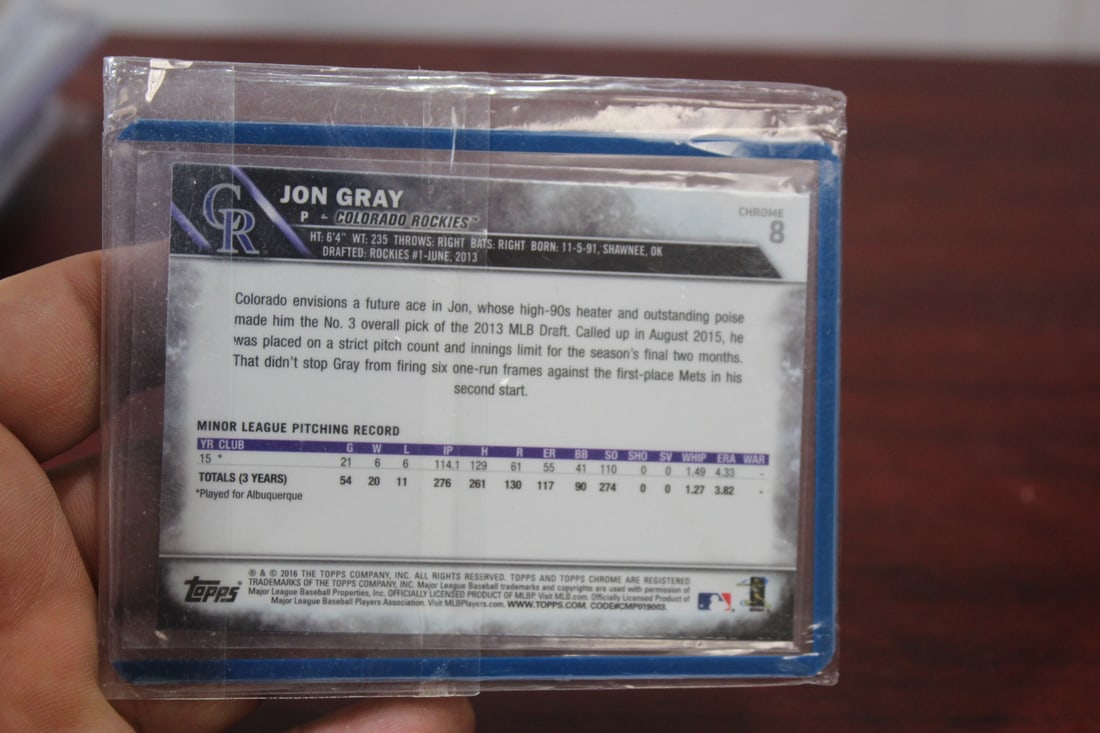 CR
JON GRAY
P - COLORADO ROCKIES™
CHROME
8
HT: 6'4" WT: 235 THROWS: RIGHT BATS: RIGHT BORN: 11-5-91, SHAWNEE, OK
DRAFTED: ROCKIES #1-JUNE, 2013
Colorado envisions a future ace in Jon, whose high-90s heater and outstanding poise
made him the No. 3 overall pick of the 2013 MLB Draft. Called up in August 2015, he
was placed on a strict pitch count and innings limit for the season's final two months.
That didn't stop Gray from firing six one-run frames against the first-place Mets in his
second start.
MINOR LEAGUE PITCHING RECORD
YR CLUB G W L IP H R ER BB SO SHO SV WHIP ERA WAR
15 * 21 6 6 114.1 129 61 55 41 110 0 0 1.49 4.33 -
TOTALS (3 YEARS) 54 20 11 276 261 130 117 90 274 0 0 1.27 3.82 -
*Played for Albuquerque
Topps®
® & © 2016 THE TOPPS COMPANY, INC. ALL RIGHTS RESERVED. TOPPS AND TOPPS CHROME ARE REGISTERED
TRADEMARKS OF THE TOPPS COMPANY, INC. Major League Baseball trademarks and copyrights are used with permission of
Major League Baseball Properties, Inc. OFFICIALLY LICENSED PRODUCT OF MLBP. Visit MLB.com. Officially Licensed Product of
Major League Baseball Players Association. Visit MLBPlayers.com. WWW.TOPPS.COM. CODE#CMP019003.